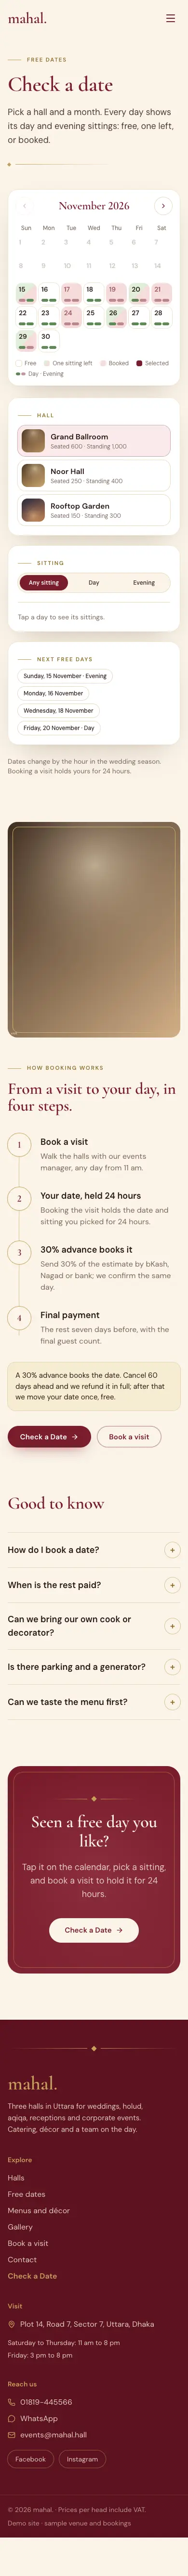 mahal.
FREE DATES
Check a date
Pick a hall and a month. Every day shows
its day and evening sittings: free, one left,
or booked.
November 2026
Sun Mon Tue Wed Thu Fri Sat
1 2 3 4 5 6 7
8 9 10 11 12 13 14
15 16 17 18 19 20 21
22 23 24 25 26 27 28
29 30
Free One sitting left Booked Selected
Day · Evening
HALL
Grand Ballroom
Seated 600 · Standing 1,000
Noor Hall
Seated 250 · Standing 400
Rooftop Garden
Seated 150 · Standing 300
SITTING
Any sitting Day Evening
Tap a day to see its sittings.
NEXT FREE DAYS
Sunday, 15 November · Evening
Monday, 16 November
Wednesday, 18 November
Friday, 20 November · Day
Dates change by the hour in the wedding season.
Booking a visit holds yours for 24 hours.
HOW BOOKING WORKS
From a visit to your day, in
four steps.
1
Book a visit
Walk the halls with our events
manager, any day from 11 am.
2
Your date, held 24 hours
Booking the visit holds the date and
sitting you picked for 24 hours.
3
30% advance books it
Send 30% of the estimate by bKash,
Nagad or bank; we confirm the same
day.
4
Final payment
The rest seven days before, with the
final guest count.
A 30% advance books the date. Cancel 60
days ahead and we refund it in full; after that
we move your date once, free.
Check a Date →
Book a visit
Good to know
How do I book a date? +
When is the rest paid? +
Can we bring our own cook or
decorator? +
Is there parking and a generator? +
Can we taste the menu first? +
Seen a free day you
like?
Tap it on the calendar, pick a sitting,
and book a visit to hold it for 24
hours.
Check a Date →
mahal.
Three halls in Uttara for weddings, holud,
aqiqa, receptions and corporate events.
Catering, décor and a team on the day.
Explore
Halls
Free dates
Menus and décor
Gallery
Book a visit
Contact
Check a Date
Visit
Plot 14, Road 7, Sector 7, Uttara, Dhaka
Saturday to Thursday: 11 am to 8 pm
Friday: 3 pm to 8 pm
Reach us
01819-445566
WhatsApp
events@mahal.hall
Facebook
Instagram
© 2026 mahal. · Prices per head include VAT.
Demo site · sample venue and bookings